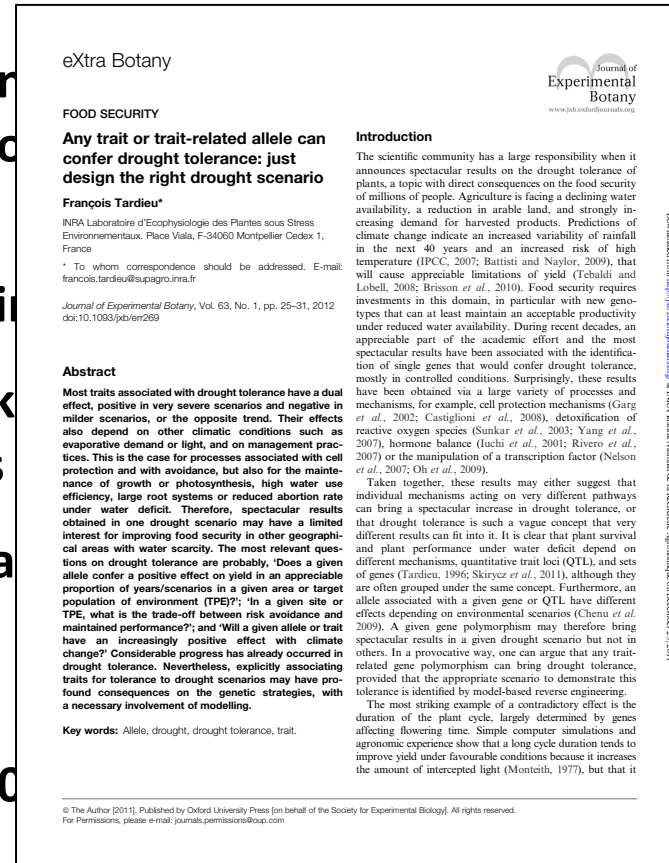 eXtra Botany
Journal of
Experimental
Botany
www.jxb.oxfordjournals.org
FOOD SECURITY
Any trait or trait-related allele can
confer drought tolerance: just
design the right drought scenario
François Tardieu*
INRA Laboratoire d'Ecophysiologie des Plantes sous Stress
Environnementaux. Place Viala, F-34060 Montpellier Cedex 1,
France
* To whom correspondence should be addressed. E-mail:
francois.tardieu@supagro.inra.fr
Journal of Experimental Botany, Vol. 63, No. 1, pp. 25–31, 2012
doi:10.1093/jxb/err269
Abstract
Most traits associated with drought tolerance have a dual
effect, positive in very severe scenarios and negative in
milder scenarios, or the opposite trend. Their effects
also depend on other climatic conditions such as
evaporative demand or light, and on management prac-
tices. This is the case for processes associated with cell
protection and with avoidance, but also for the mainte-
nance of growth or photosynthesis, high water use
efficiency, large root systems or reduced abortion rate
under water deficit. Therefore, spectacular results
obtained in one drought scenario may have a limited
interest for improving food security in other geographi-
cal areas with water scarcity. The most relevant ques-
tions on drought tolerance are probably, 'Does a given
allele confer a positive effect on yield in an appreciable
proportion of years/scenarios in a given area or target
population of environment (TPE)?'; 'In a given site or
TPE, what is the trade-off between risk avoidance and
maintained performance?'; and 'Will a given allele or trait
have an increasingly positive effect with climate
change?' Considerable progress has already occurred in
drought tolerance. Nevertheless, explicitly associating
traits for tolerance to drought scenarios may have pro-
found consequences on the genetic strategies, with
a necessary involvement of modelling.
Key words: Allele, drought, drought tolerance, trait.
Introduction
The scientific community has a large responsibility when it
announces spectacular results on the drought tolerance of
plants, a topic with direct consequences on the food security
of millions of people. Agriculture is facing a declining water
availability, a reduction in arable land, and strongly in-
creasing demand for harvested products. Predictions of
climate change indicate an increased variability of rainfall
in the next 40 years and an increased risk of high
temperature (IPCC, 2007; Battisti and Naylor, 2009), that
will cause appreciable limitations of yield (Tebaldi and
Lobell, 2008; Brisson et al., 2010). Food security requires
investments in this domain, in particular with new geno-
types that can at least maintain an acceptable productivity
under reduced water availability. During recent decades, an
appreciable part of the academic effort and the most
spectacular results have been associated with the identifica-
tion of single genes that would confer drought tolerance,
mostly in controlled conditions. Surprisingly, these results
have been obtained via a large variety of processes and
mechanisms, for example, cell protection mechanisms (Garg
et al., 2002; Castiglioni et al., 2008), detoxification of
reactive oxygen species (Sunkar et al., 2003; Yang et al.,
2007), hormone balance (Iuchi et al., 2001; Rivero et al.,
2007) or the manipulation of a transcription factor (Nelson
et al., 2007; Oh et al., 2009).
Taken together, these results may either suggest that
individual mechanisms acting on very different pathways
can bring a spectacular increase in drought tolerance, or
that drought tolerance is such a vague concept that very
different results can fit into it. It is clear that plant survival
and plant performance under water deficit depend on
different mechanisms, quantitative trait loci (QTL), and sets
of genes (Tardieu, 1996; Skirycz et al., 2011), although they
are often grouped under the same concept. Furthermore, an
allele associated with a given gene or QTL have different
effects depending on environmental scenarios (Chenu et al.
2009). A given gene polymorphism may therefore bring
spectacular results in a given drought scenario but not in
others. In a provocative way, one can argue that any trait-
related gene polymorphism can bring drought tolerance,
provided that the appropriate scenario to demonstrate this
tolerance is identified by model-based reverse engineering.
The most striking example of a contradictory effect is the
duration of the plant cycle, largely determined by genes
affecting flowering time. Simple computer simulations and
agronomic experience show that a long cycle duration tends to
improve yield under favourable conditions because it increases
the amount of intercepted light (Monteith, 1977), but that it
© The Author [2011]. Published by Oxford University Press [on behalf of the Society for Experimental Biology]. All rights reserved.
For Permissions, please e-mail: journals.permissions@oup.com